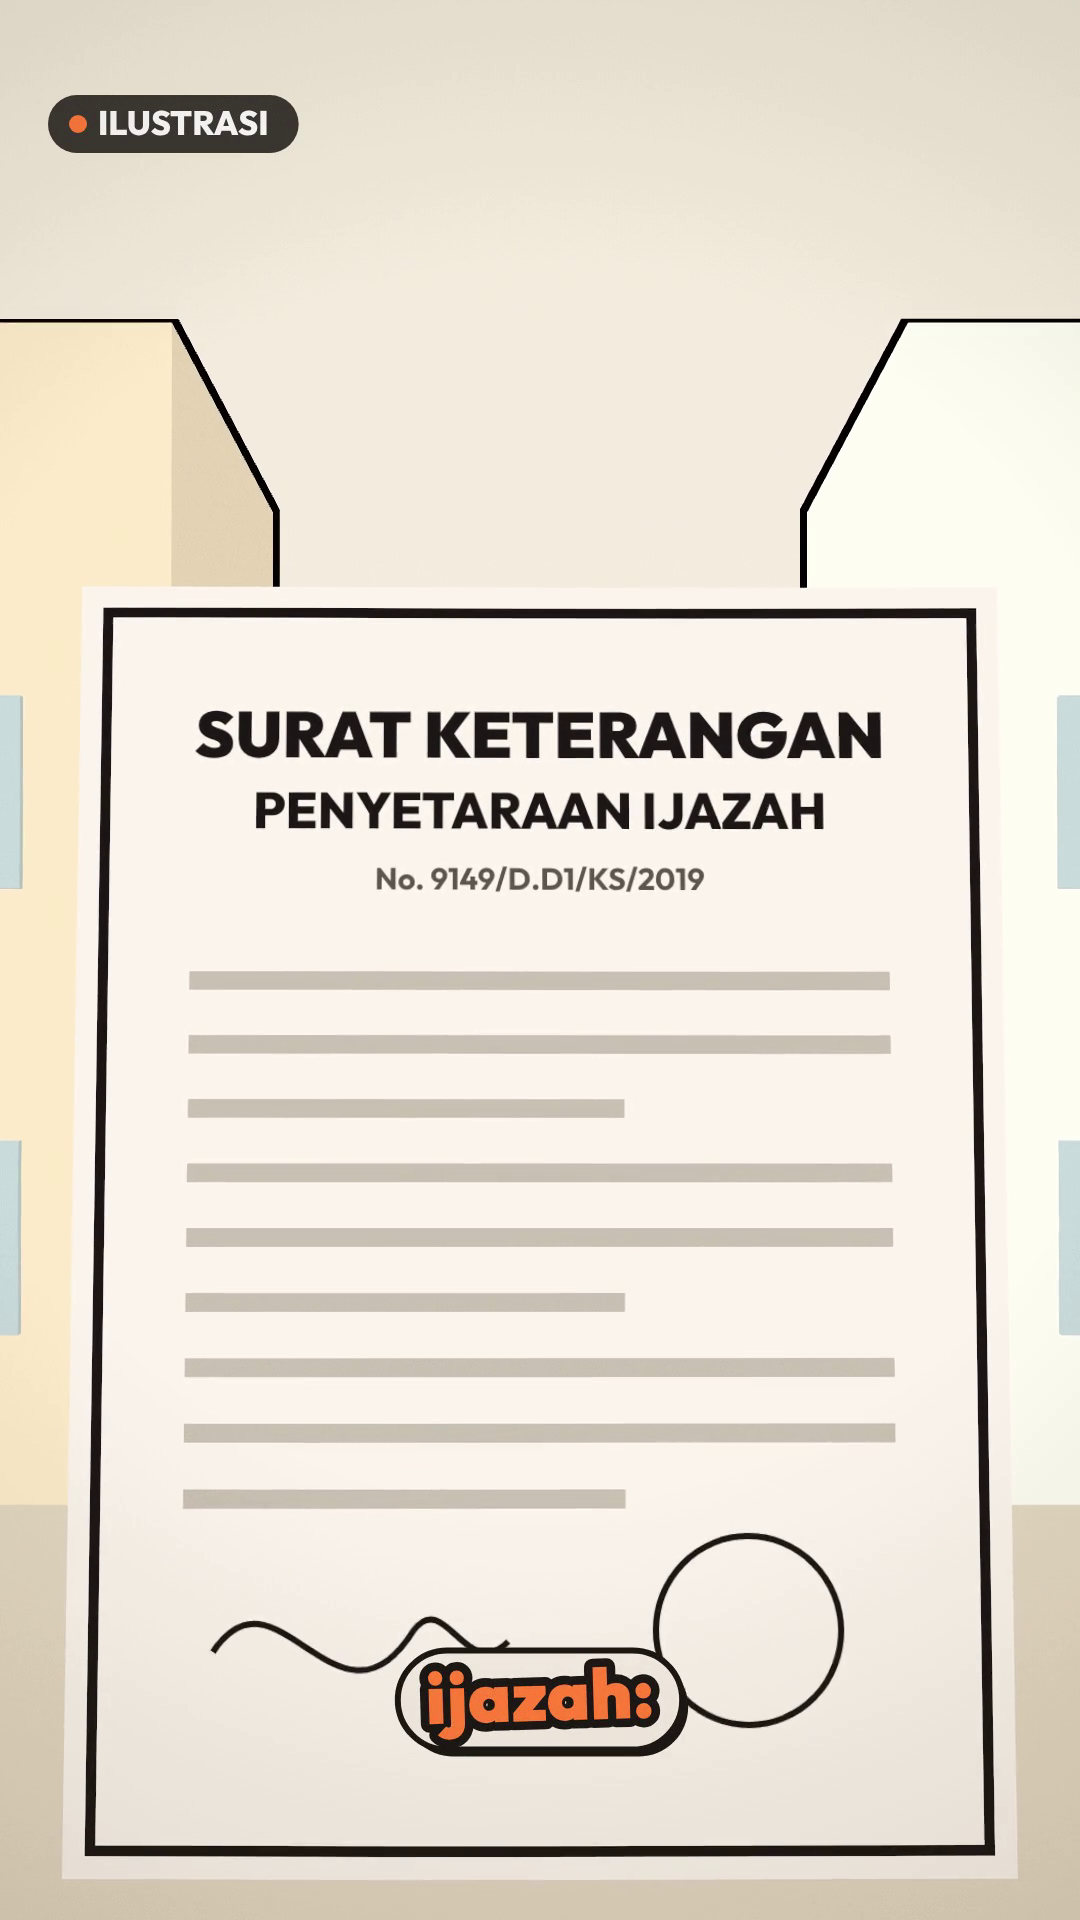 ILUSTRASI
SURAT KETERANGAN
PENYETARAAN IJAZAH
No. 9149/D.D1/KS/2019
ijazah: